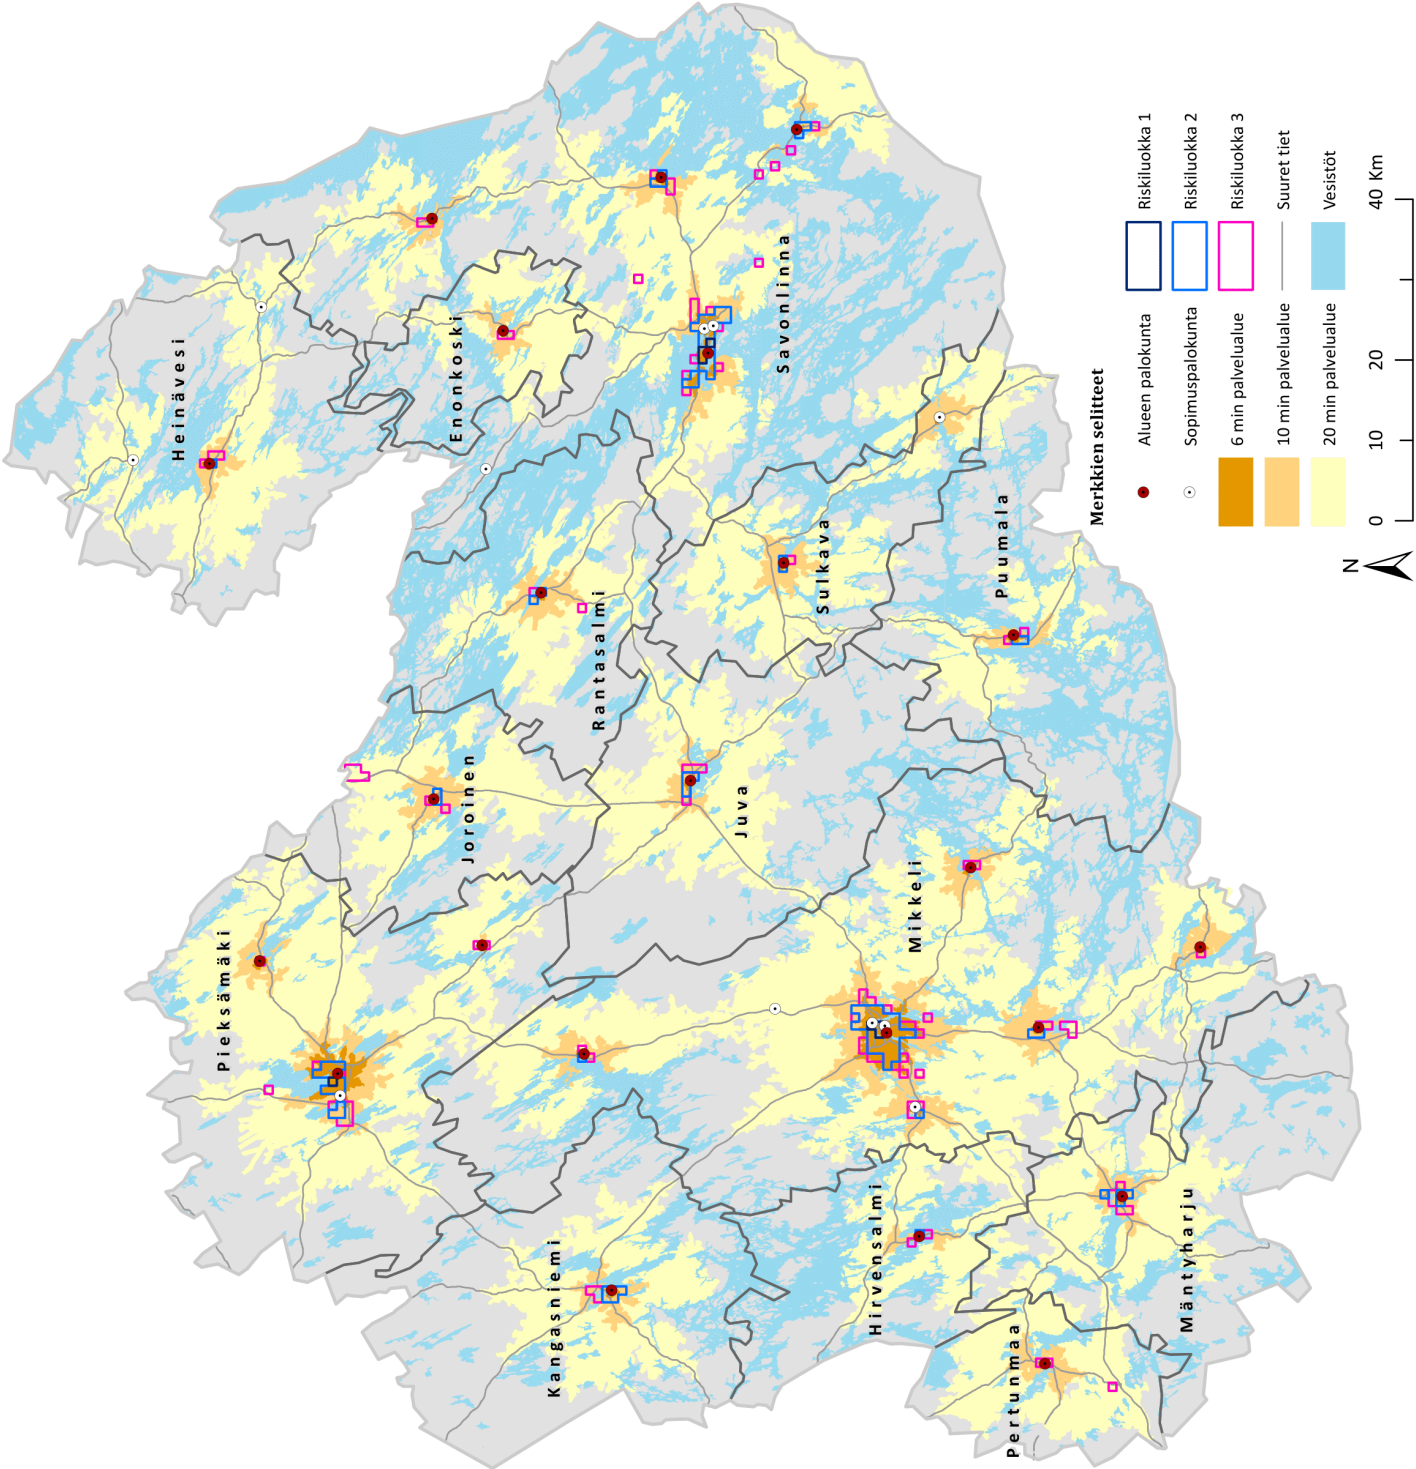 Heinävesi
Enonkoski
Savonlinna
Rantasalmi
Sulkava
Puumala
Joroinen
Juva
Pieksämäki
Mikkeli
Kangasniemi
Hirvensalmi
Mäntyharju
Pertunmaa
Merkkien selitteet
Alueen palokunta
Sopimuspalokunta
6 min palvelualue
10 min palvelualue
20 min palvelualue
Riskiluokka 1
Riskiluokka 2
Riskiluokka 3
Suuret tiet
Vesistöt
N
0 10 20 40 Km